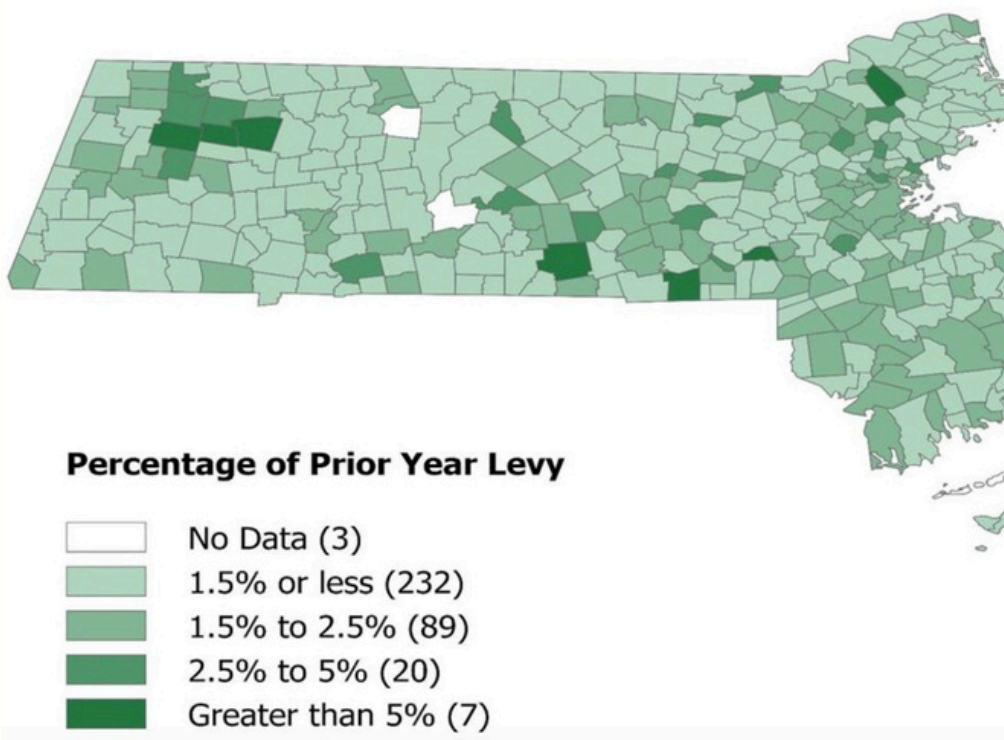 Percentage of Prior Year Levy
No Data (3)
1.5% or less (232)
1.5% to 2.5% (89)
2.5% to 5% (20)
Greater than 5% (7)